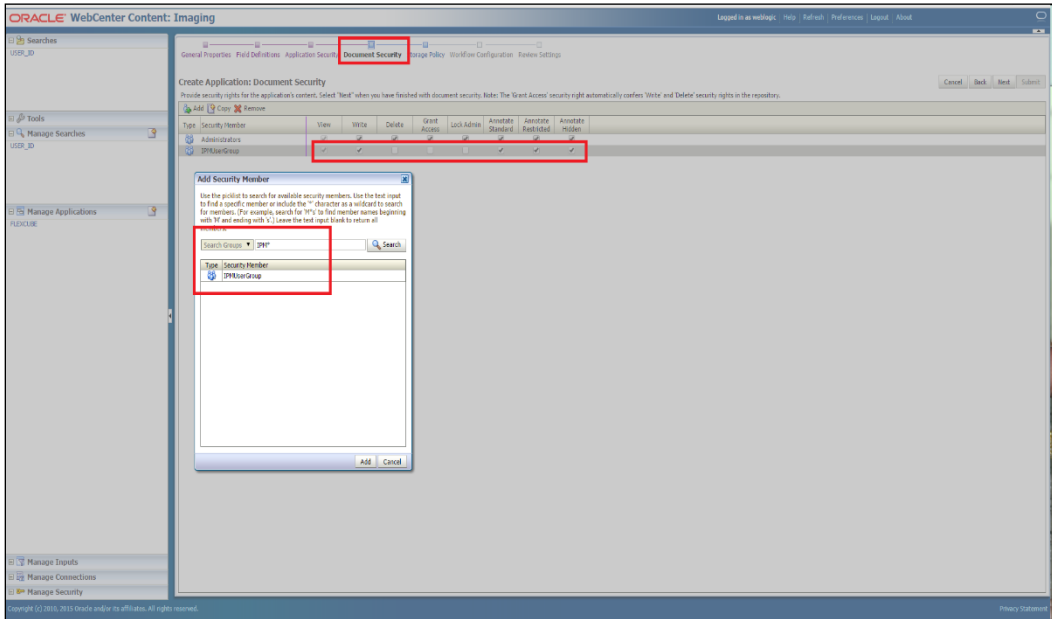 ORACLE® WebCenter Content: Imaging
Logged in as weblogic Help Refresh Preferences Logout About
Searches
USER_ID
General Properties Field Definitions Application Security Document Security Storage Policy Workflow Configuration Review Settings
Create Application: Document Security
Cancel Back Next Submit
Provide security rights for the application's content. Select "Next" when you have finished with document security. Note: The 'Grant Access' security right automatically confers 'Write' and 'Delete' security rights in the repository.
Add Copy Remove
Type Security Member View Write Delete Grant Access Lock Admin Annotate Standard Annotate Restricted Annotate Hidden
Administrators
IPMUserGroup
Tools
Manage Searches
USER_ID
Manage Applications
FLEXCUBE
Add Security Member
Use the picklist to search for available security members. Use the text input
to find a specific member or include the '*' character as a wildcard to search
for members. (For example, search for 'M*s' to find member names beginning
with 'M' and ending with 's'.) Leave the text input blank to return all
members.
Search Groups IPM* Search
Type Security Member
IPMUserGroup
Add Cancel
Manage Inputs
Manage Connections
Manage Security
Copyright (c) 2010, 2015 Oracle and/or its affiliates. All rights reserved.
Privacy Statement